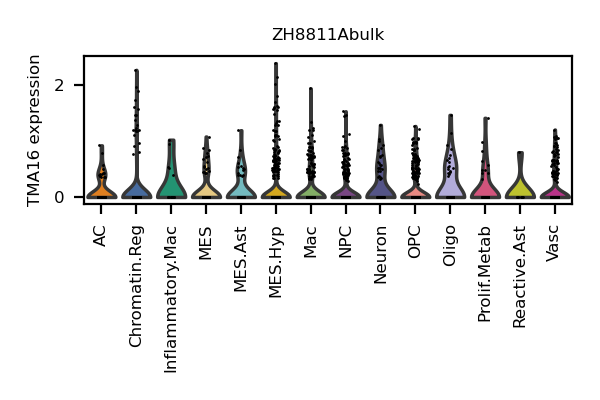 ZH8811Abulk
TMA16 expression
2
0
AC
Chromatin.Reg
Inflammatory.Mac
MES
MES.Ast
MES.Hyp
Mac
NPC
Neuron
OPC
Oligo
Prolif.Metab
Reactive.Ast
Vasc